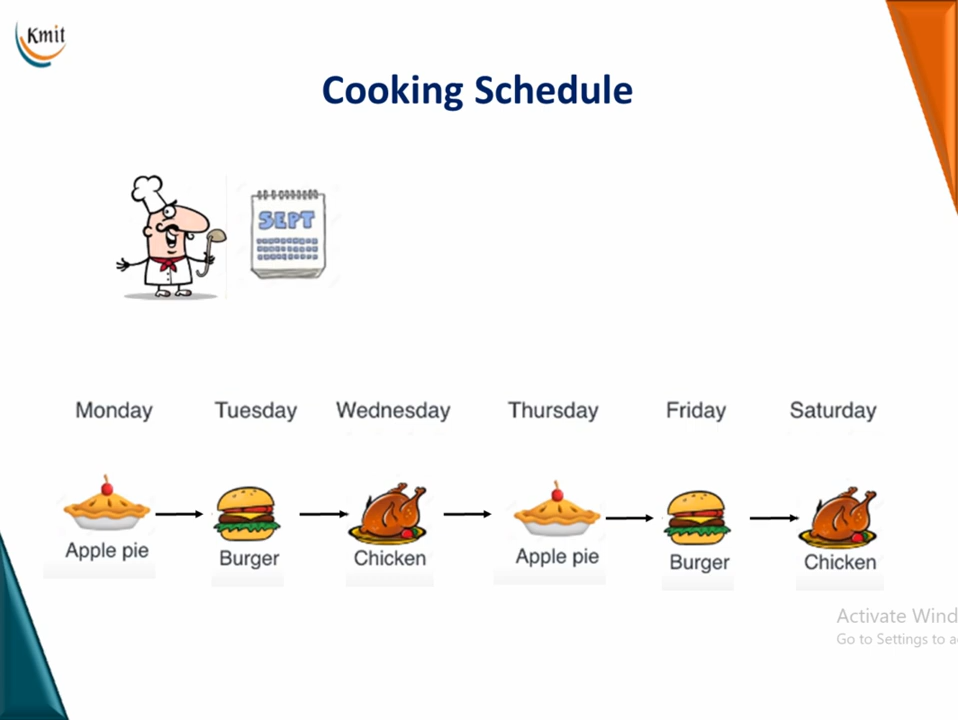 Kmit
Cooking Schedule
SEPT
Monday Tuesday Wednesday Thursday Friday Saturday
Apple pie Burger Chicken Apple pie Burger Chicken
Activate Wind
Go to Settings to a